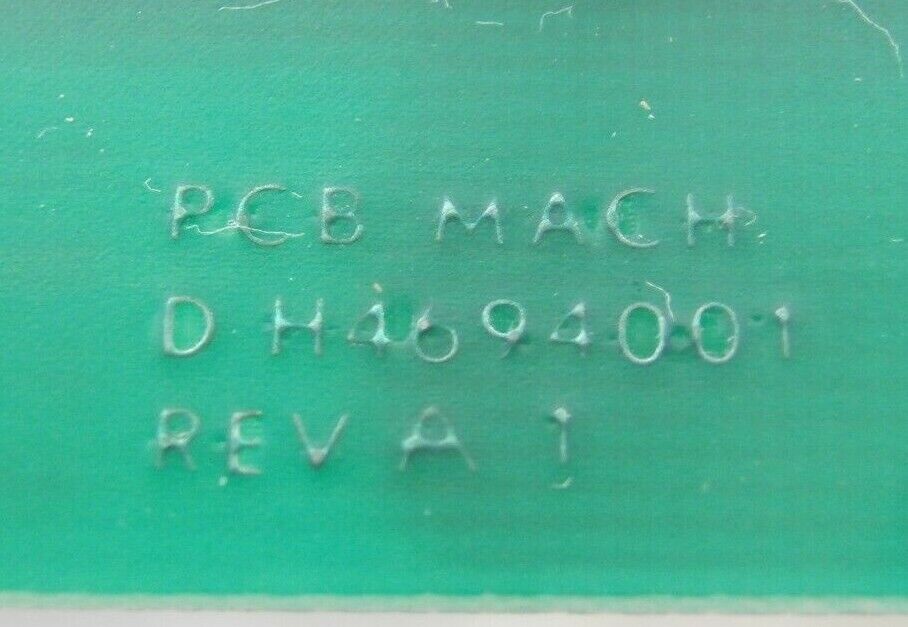 PCB MACH
D H4694001
REV A 1